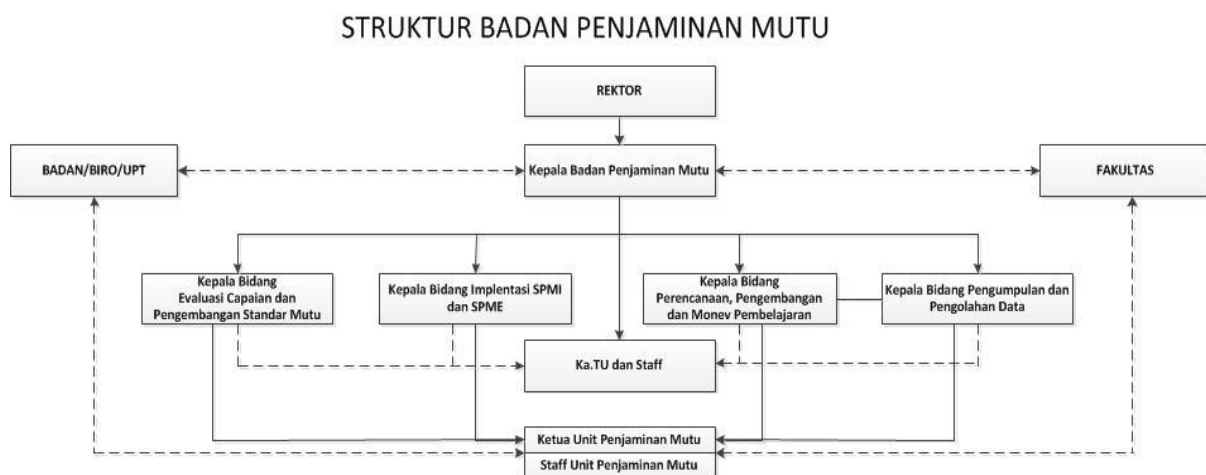 STRUKTUR BADAN PENJAMINAN MUTU
REKTOR
BADAN/BIRO/UPT
Kepala Badan Penjaminan Mutu
FAKULTAS
Kepala Bidang
Evaluasi Capaian dan
Pengembangan Standar Mutu
Kepala Bidang Implentasi SPMI
dan SPME
Kepala Bidang
Perencanaan, Pengembangan
dan Monev Pembelajaran
Kepala Bidang Pengumpulan dan
Pengolahan Data
Ka.TU dan Staff
Ketua Unit Penjaminan Mutu
Staff Unit Penjaminan Mutu